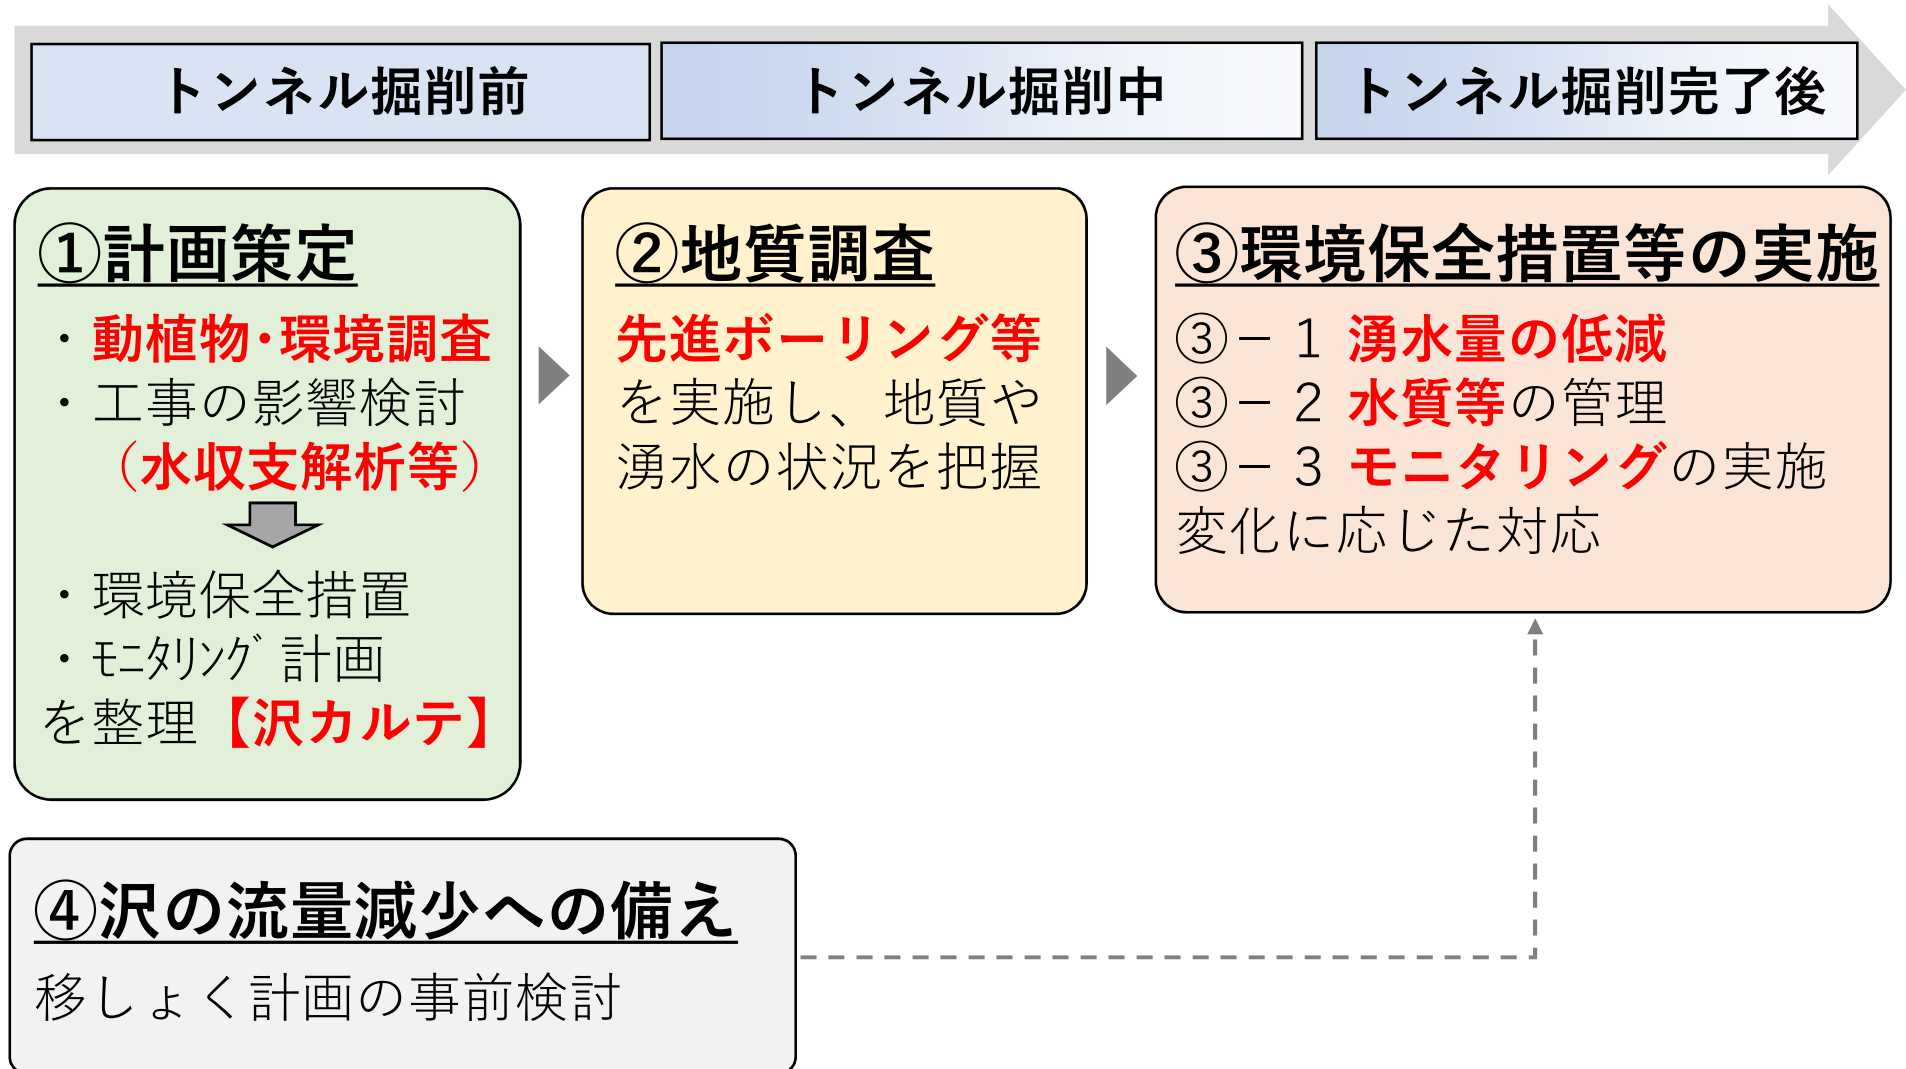 トンネル掘削前
トンネル掘削中
トンネル掘削完了後
①計画策定
・動植物･環境調査
・工事の影響検討
（水収支解析等）
・環境保全措置
・ﾓﾆﾀﾘﾝｸﾞ計画
を整理【沢カルテ】
②地質調査
先進ボーリング等
を実施し、地質や
湧水の状況を把握
③環境保全措置等の実施
③－１湧水量の低減
③－２水質等の管理
③－３モニタリングの実施
変化に応じた対応
④沢の流量減少への備え
移しょく計画の事前検討